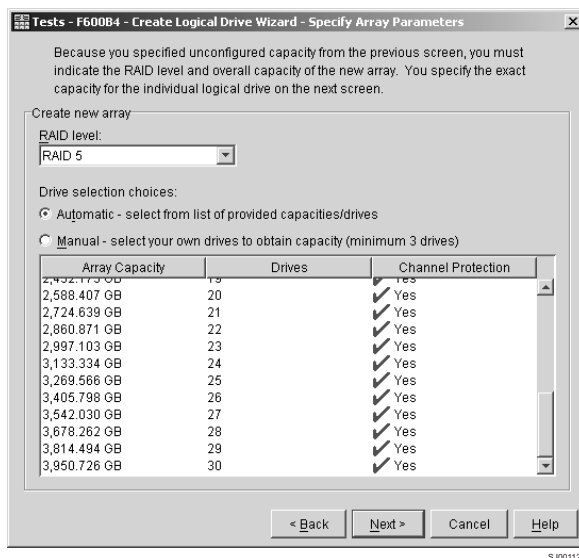 Tests - F600B4 - Create Logical Drive Wizard - Specify Array Parameters
Because you specified unconfigured capacity from the previous screen, you must
indicate the RAID level and overall capacity of the new array. You specify the exact
capacity for the individual logical drive on the next screen.
Create new array
RAID level:
RAID 5
Drive selection choices:
Automatic - select from list of provided capacities/drives
Manual - select your own drives to obtain capacity (minimum 3 drives)
Array Capacity Drives Channel Protection
2,588.407 GB 20 Yes
2,724.639 GB 21 Yes
2,860.871 GB 22 Yes
2,997.103 GB 23 Yes
3,133.334 GB 24 Yes
3,269.566 GB 25 Yes
3,405.798 GB 26 Yes
3,542.030 GB 27 Yes
3,678.262 GB 28 Yes
3,814.494 GB 29 Yes
3,950.726 GB 30 Yes
< Back Next > Cancel Help